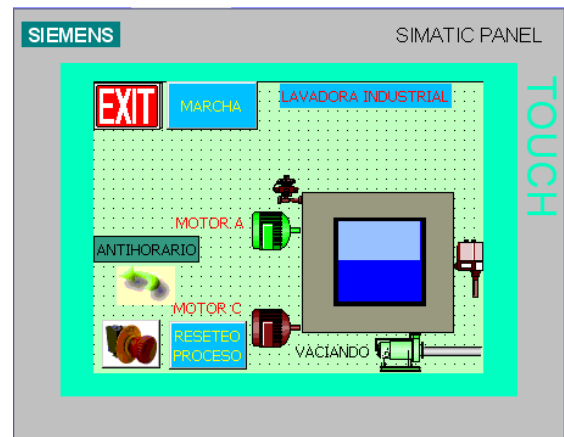 SIEMENS
SIMATIC PANEL
TOUCH
EXIT
MARCHA
LAVADORA INDUSTRIAL
MOTOR A
ANTIHORARIO
MOTOR C
RESETEO
PROCESO
VACIANDO